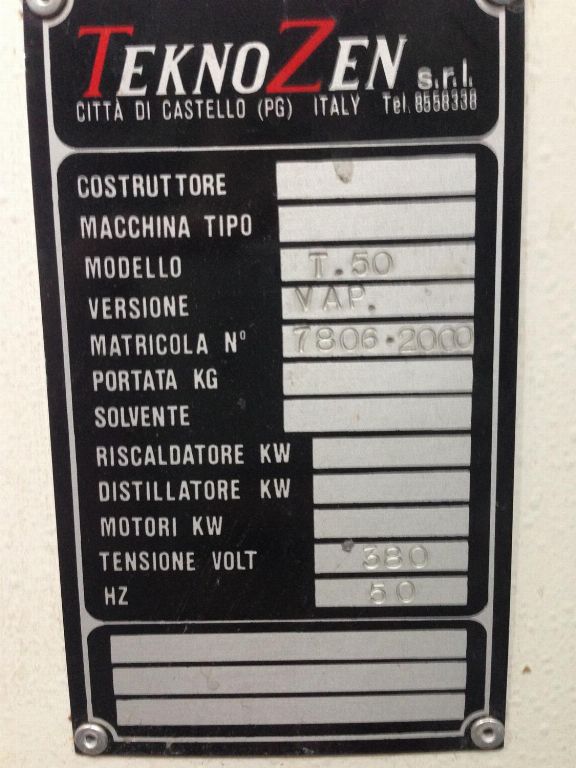 TEKNOZEN s.r.l.
CITTÀ DI CASTELLO (PG) ITALY Tel. 8558338
COSTRUTTORE
MACCHINA TIPO
MODELLO T.50
VERSIONE VAP.
MATRICOLA N° 7806.2000
PORTATA KG
SOLVENTE
RISCALDATORE KW
DISTILLATORE KW
MOTORI KW
TENSIONE VOLT 380
HZ 50